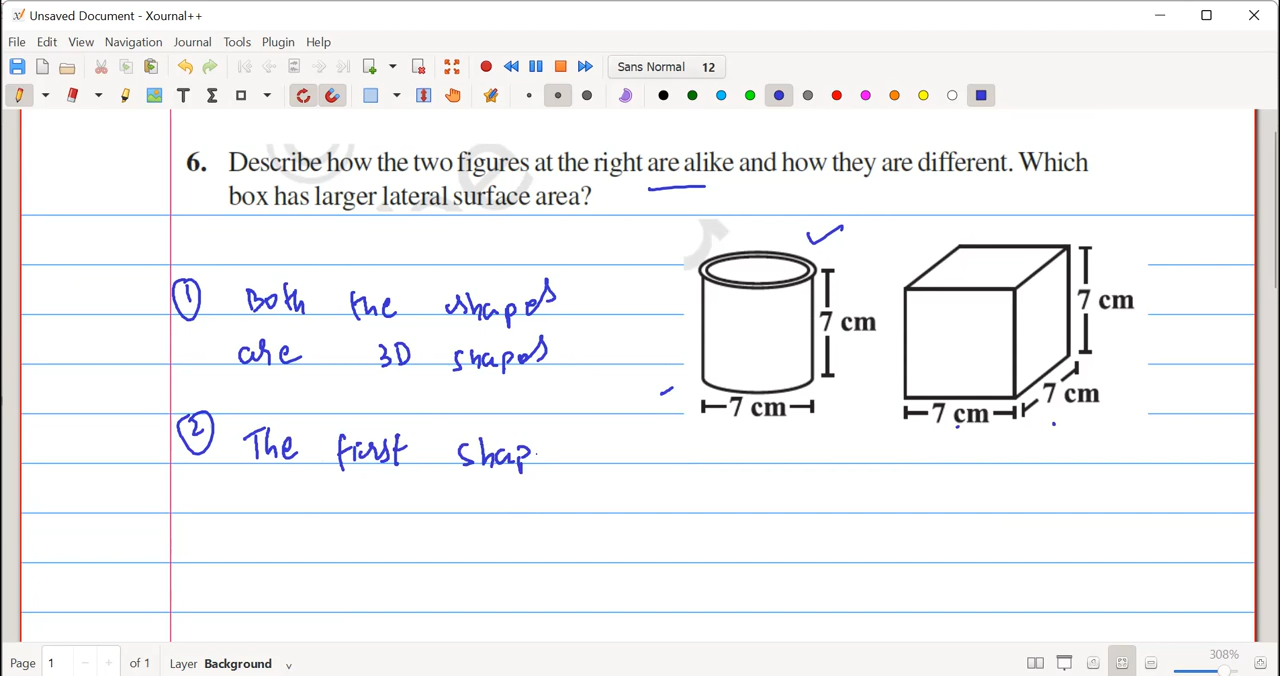 Unsaved Document - Xournal++
File Edit View Navigation Journal Tools Plugin Help
Sans Normal 12
6. Describe how the two figures at the right are alike and how they are different. Which
box has larger lateral surface area?
① Both the shapes
are 3D shapes
7 cm
7 cm
7 cm
7 cm
7 cm
② The first shap
Page 1 of 1 Layer Background 308%